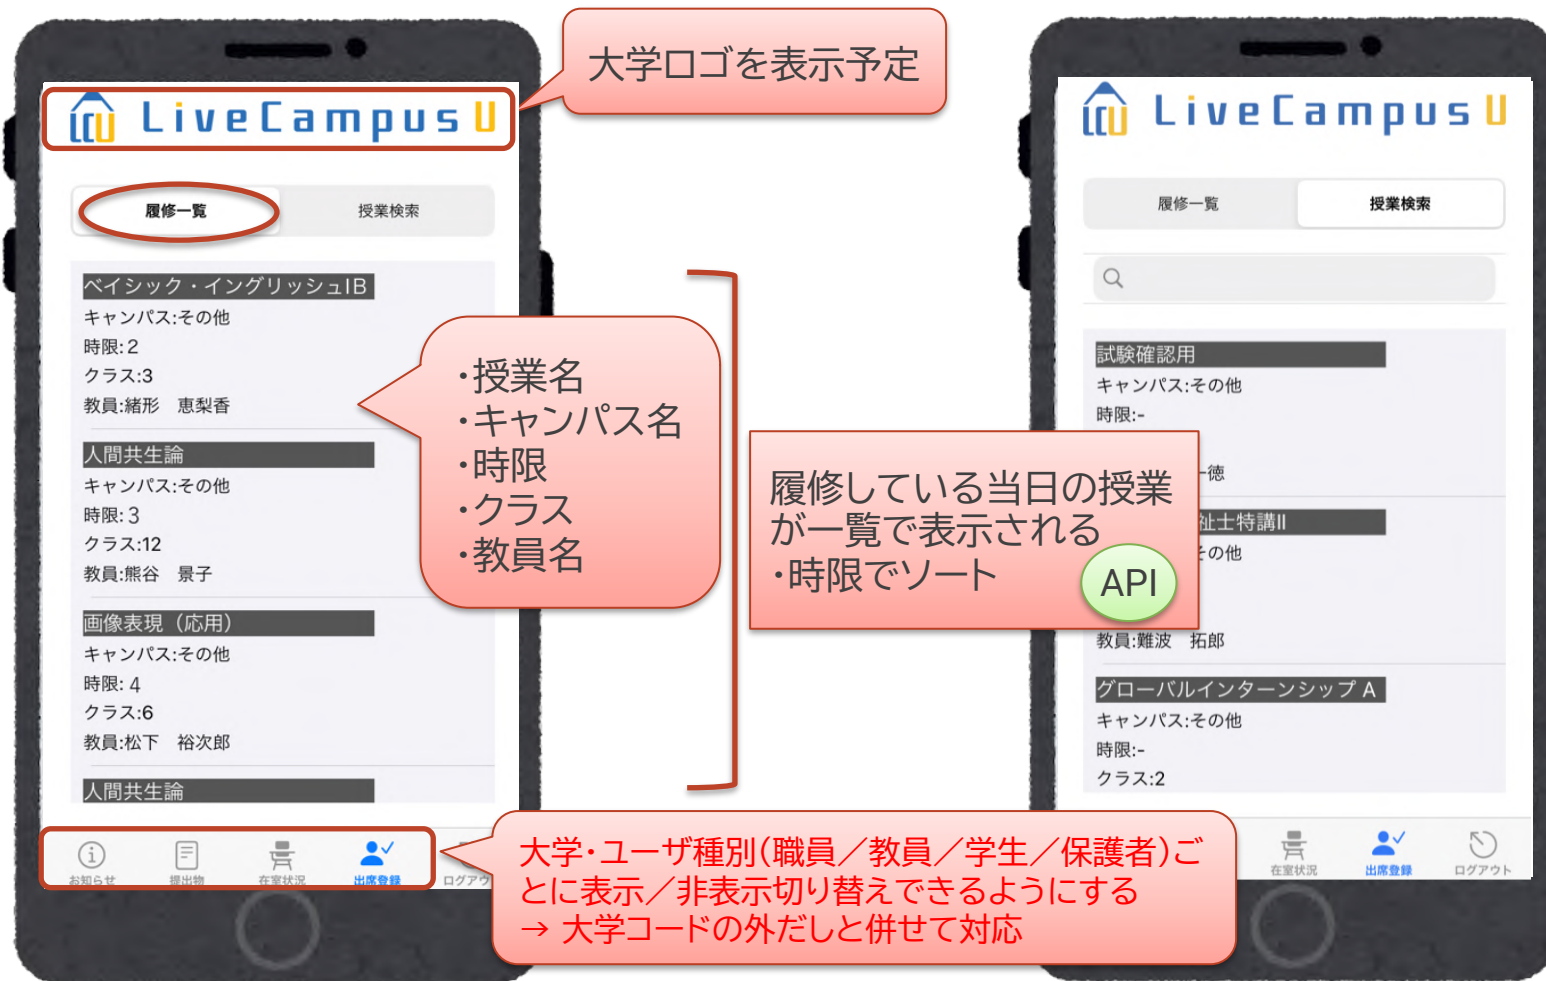 大学ロゴを表示予定
LiveCampusU
履修一覧
授業検索
ベイシック・イングリッシュIB
キャンパス:その他
時限:2
クラス:3
教員:緒形 恵梨香
人間共生論
キャンパス:その他
時限:3
クラス:12
教員:熊谷 景子
画像表現（応用）
キャンパス:その他
時限:4
クラス:6
教員:松下 裕次郎
人間共生論
お知らせ
提出物
在室状況
出席登録
ログアウ
・授業名
・キャンパス名
・時限
・クラス
・教員名
履修している当日の授業
が一覧で表示される
・時限でソート
API
大学・ユーザ種別（職員／教員／学生／保護者）ご
とに表示／非表示切り替えできるようにする
→ 大学コードの外だしと併せて対応
LiveCampusU
履修一覧
授業検索
試験確認用
キャンパス:その他
時限:-
一徳
祉士特講II
その他
教員:難波 拓郎
グローバルインターンシップ A
キャンパス:その他
時限:-
クラス:2
在室状況
出席登録
ログアウト